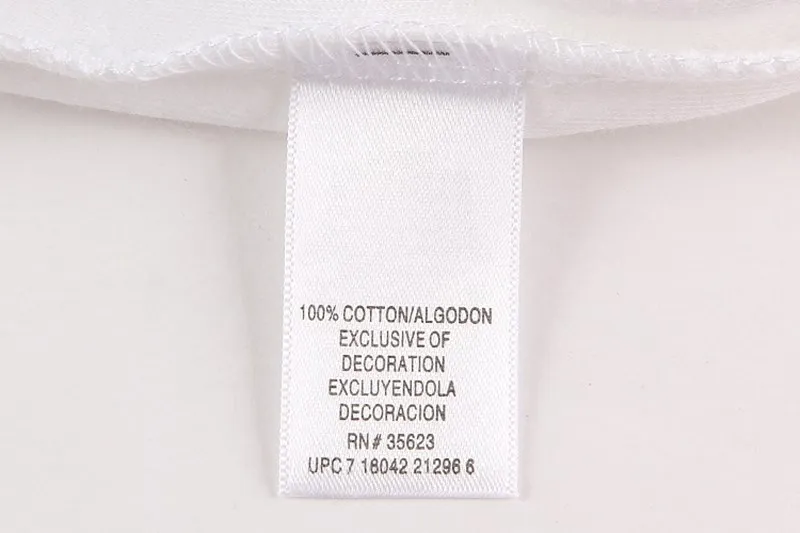 100% COTTON/ALGODON
EXCLUSIVE OF
DECORATION
EXCLUYENDOLA
DECORACION
RN# 35623
UPC 7 18042 21296 6